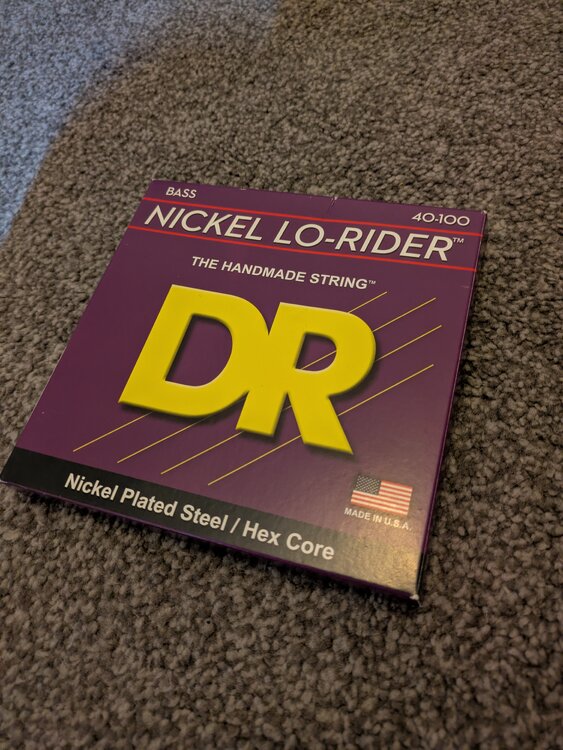 BASS
40-100
NICKEL LO-RIDER™
THE HANDMADE STRING™
DR
MADE IN U.S.A.
Nickel Plated Steel / Hex Core